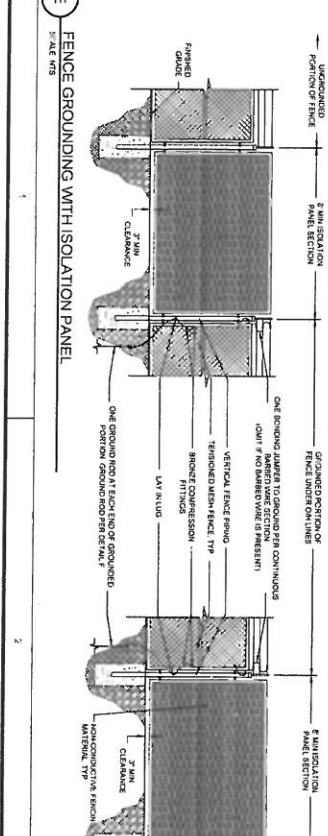 UNGROUNDED
PORTION OF FENCE
8' MIN ISOLATION
PANEL SECTION
GROUNDED PORTION OF
FENCE UNDER O/H LINES
8' MIN ISOLATION
PANEL SECTION
FINISHED
GRADE
3" MIN
CLEARANCE
ONE BONDING JUMPER TO GROUND PER CONTINUOUS
BARBED WIRE SECTION
(OMIT IF NO BARBED WIRE IS PRESENT)
VERTICAL FENCE PIPING
TENSIONED MESH FENCE, TYP
BRONZE COMPRESSION
FITTINGS
LAY IN LUG
ONE GROUND ROD AT EACH END OF GROUNDED
PORTION GROUND ROD PER DETAIL F
3" MIN
CLEARANCE
NON-CONDUCTIVE FENCIN
MATERIAL, TYP
E
FENCE GROUNDING WITH ISOLATION PANEL
SCALE NTS
1
2